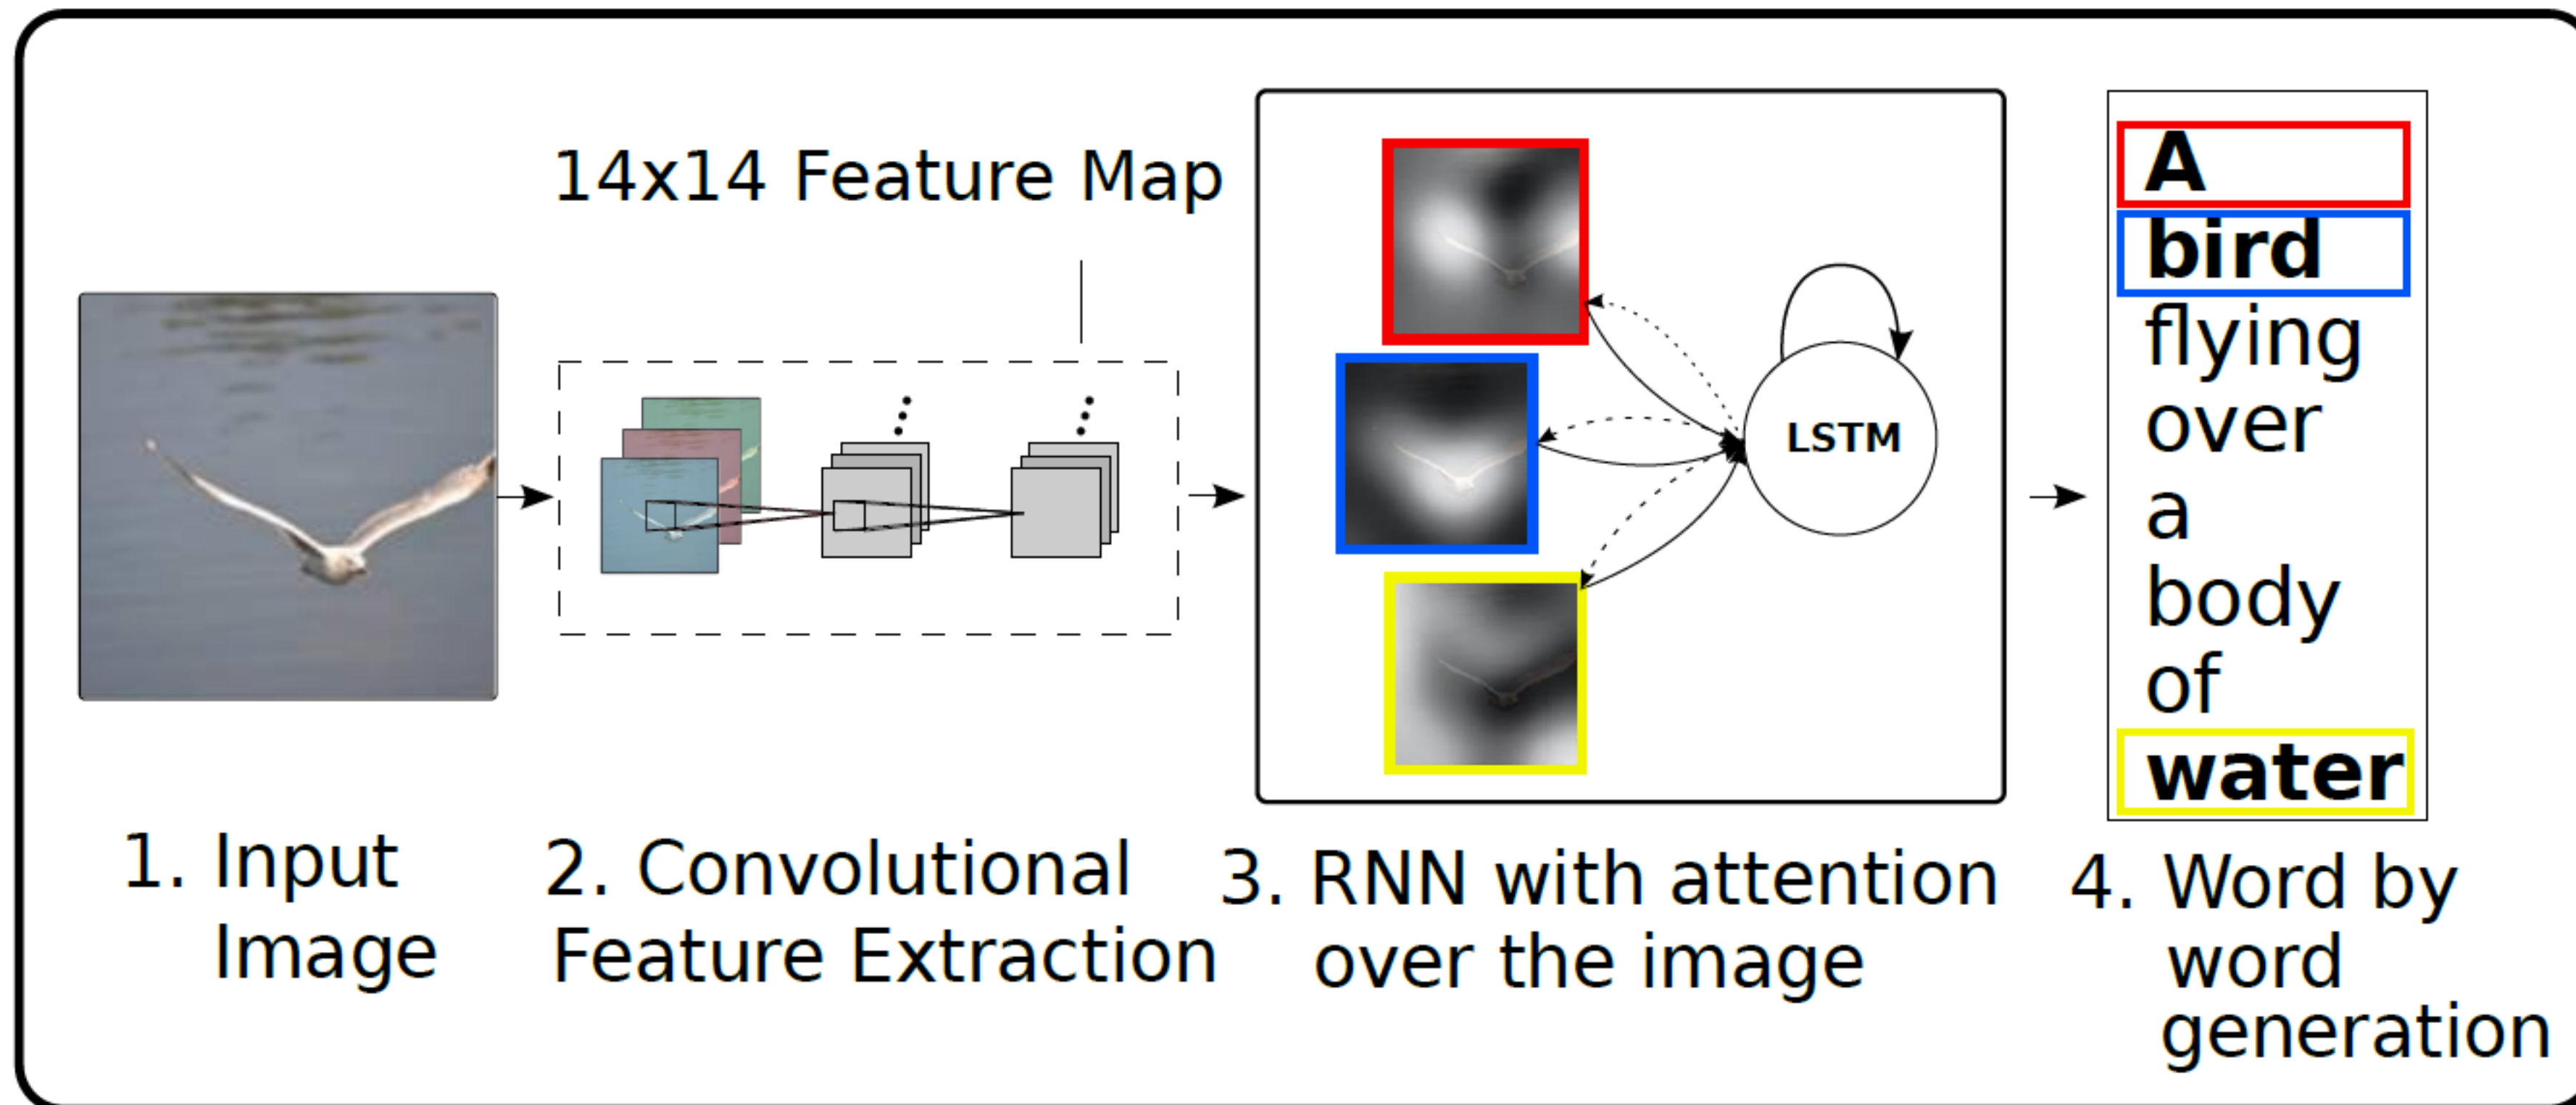 14x14 Feature Map
LSTM
A
bird
flying
over
a
body
of
water
1. Input
Image
2. Convolutional
Feature Extraction
3. RNN with attention
over the image
4. Word by
word
generation